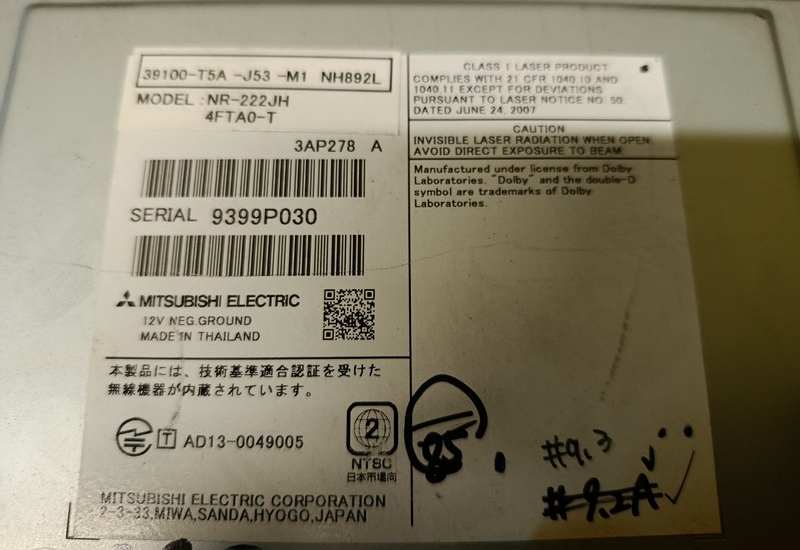 39100-T5A -J53 -M1 NH892L
MODEL : NR-222JH
4FTA0-T
3AP278 A
SERIAL 9399P030
MITSUBISHI ELECTRIC
12V NEG.GROUND
MADE IN THAILAND
本製品には、技術基準適合認証を受けた
無線機器が内蔵されています。
T AD13-0049005
2
NTSC
日本市場向
MITSUBISHI ELECTRIC CORPORATION
2-3-33,MIWA,SANDA,HYOGO,JAPAN
CLASS 1 LASER PRODUCT
COMPLIES WITH 21 CFR 1040.10 AND
1040.11 EXCEPT FOR DEVIATIONS
PURSUANT TO LASER NOTICE NO. 50,
DATED JUNE 24, 2007
CAUTION
INVISIBLE LASER RADIATION WHEN OPEN.
AVOID DIRECT EXPOSURE TO BEAM
Manufactured under license from Dolby
Laboratories. "Dolby" and the double-D
symbol are trademarks of Dolby
Laboratories.
85
#9.3